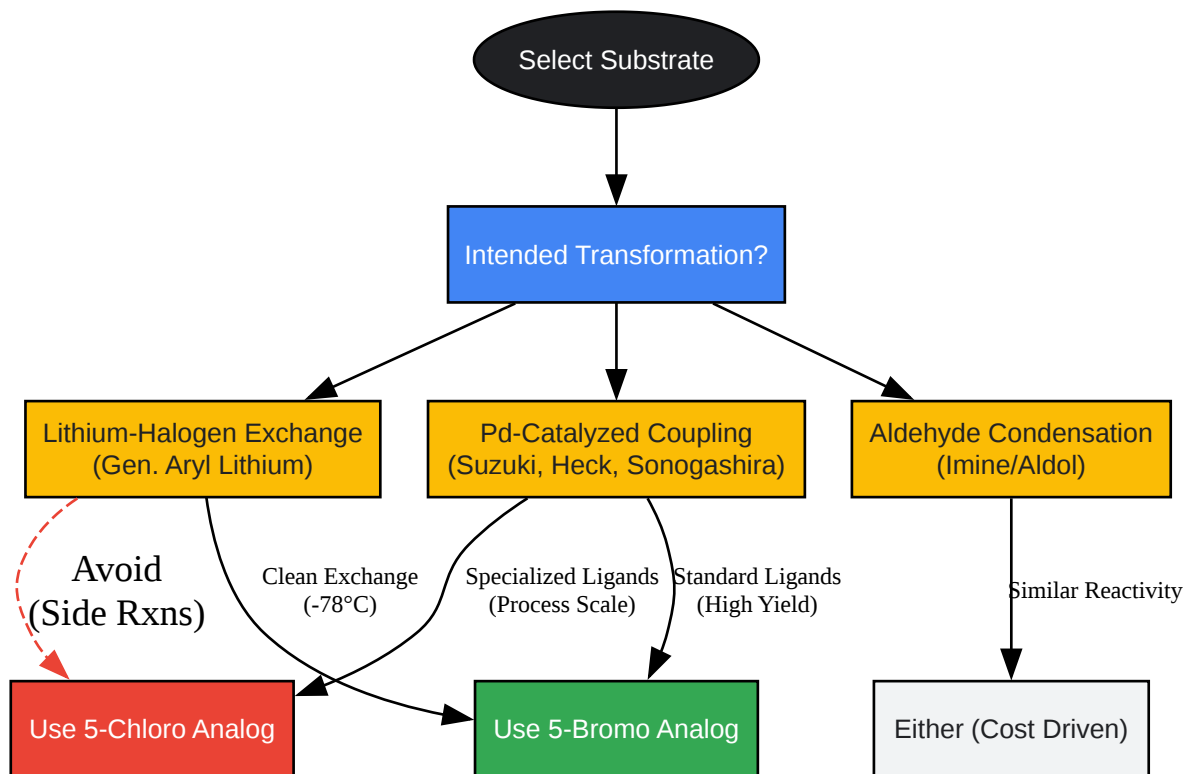 Select Substrate
Intended Transformation?
Lithium-Halogen Exchange
(Gen. Aryl Lithium)
Pd-Catalyzed Coupling
(Suzuki, Heck, Sonogashira)
Aldehyde Condensation
(Imine/Aldol)
Avoid
(Side Rxns)
Clean Exchange
(-78°C)
Specialized Ligands
(Process Scale)
Standard Ligands
(High Yield)
Similar Reactivity
Use 5-Chloro Analog
Use 5-Bromo Analog
Either (Cost Driven)